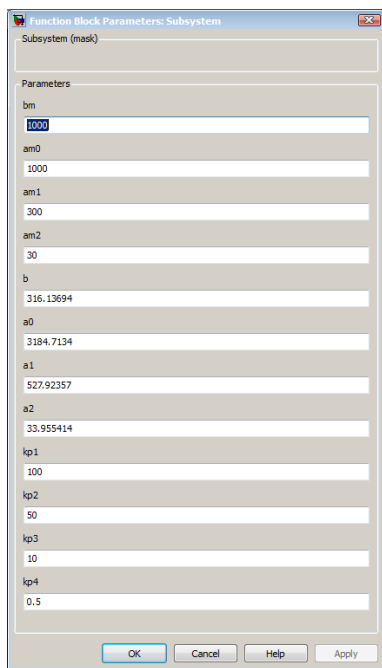 Function Block Parameters: Subsystem
Subsystem (mask)
Parameters
bm
1000
am0
1000
am1
300
am2
30
b
316.13694
a0
3184.7134
a1
527.92357
a2
33.955414
kp1
100
kp2
50
kp3
10
kp4
0.5
OK Cancel Help Apply